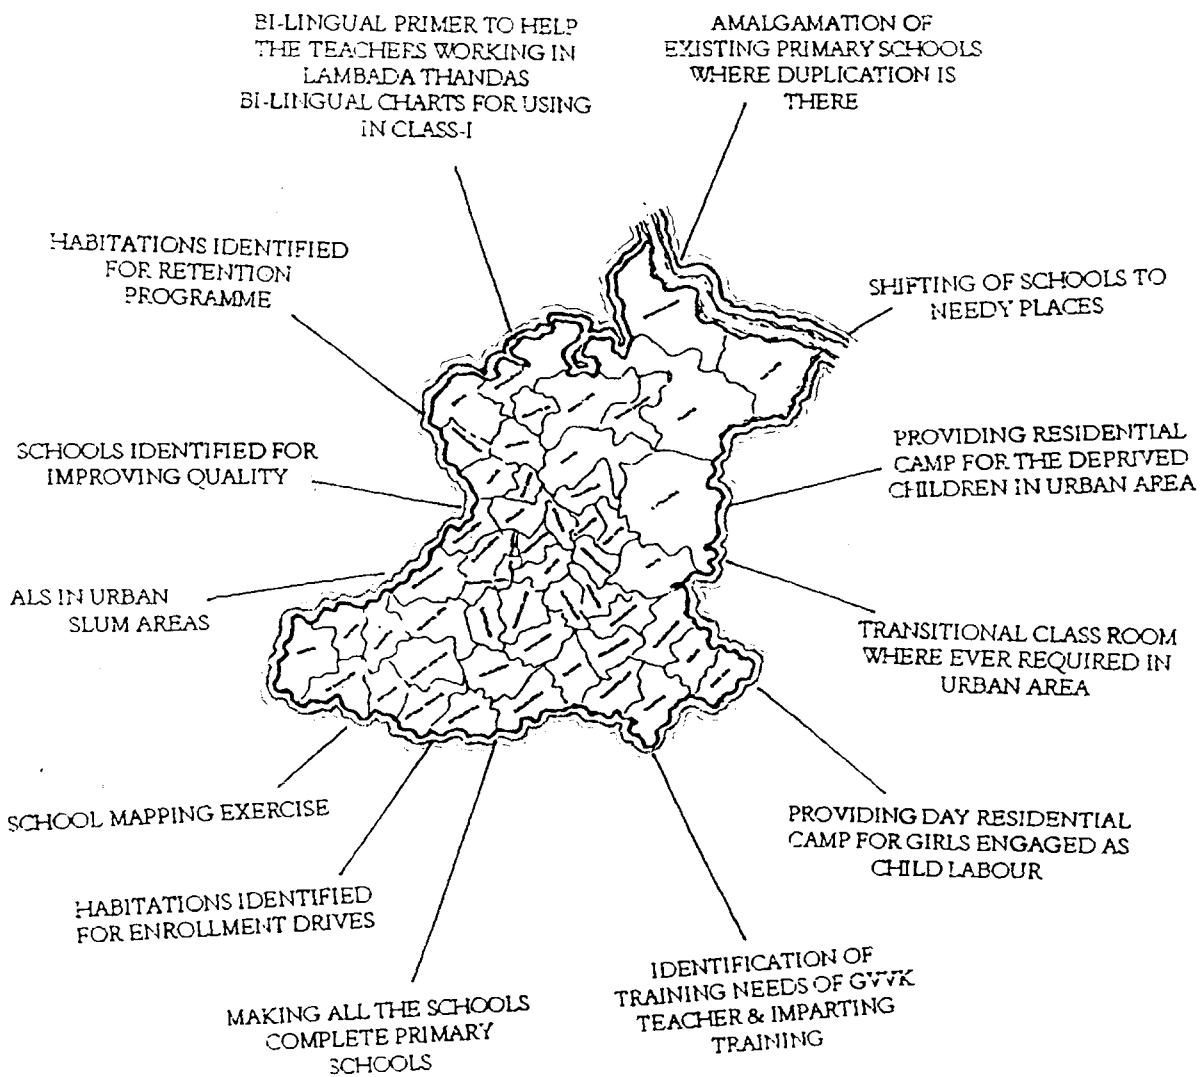 BI-LINGUAL PRIMER TO HELP
THE TEACHERS WORKING IN
LAMBADA THANDAS
BI-LINGUAL CHARTS FOR USING
IN CLASS-I
AMALGAMATION OF
EXISTING PRIMARY SCHOOLS
WHERE DUPLICATION IS
THERE
HABITATIONS IDENTIFIED
FOR RETENTION
PROGRAMME
SHIFTING OF SCHOOLS TO
NEEDY PLACES
SCHOOLS IDENTIFIED FOR
IMPROVING QUALITY
PROVIDING RESIDENTIAL
CAMP FOR THE DEPRIVED
CHILDREN IN URBAN AREA
ALS IN URBAN
SLUM AREAS
TRANSITIONAL CLASS ROOM
WHERE EVER REQUIRED IN
URBAN AREA
SCHOOL MAPPING EXERCISE
PROVIDING DAY RESIDENTIAL
CAMP FOR GIRLS ENGAGED AS
CHILD LABOUR
HABITATIONS IDENTIFIED
FOR ENROLLMENT DRIVES
MAKING ALL THE SCHOOLS
COMPLETE PRIMARY
SCHOOLS
IDENTIFICATION OF
TRAINING NEEDS OF GVVK
TEACHER & IMPARTING
TRAINING